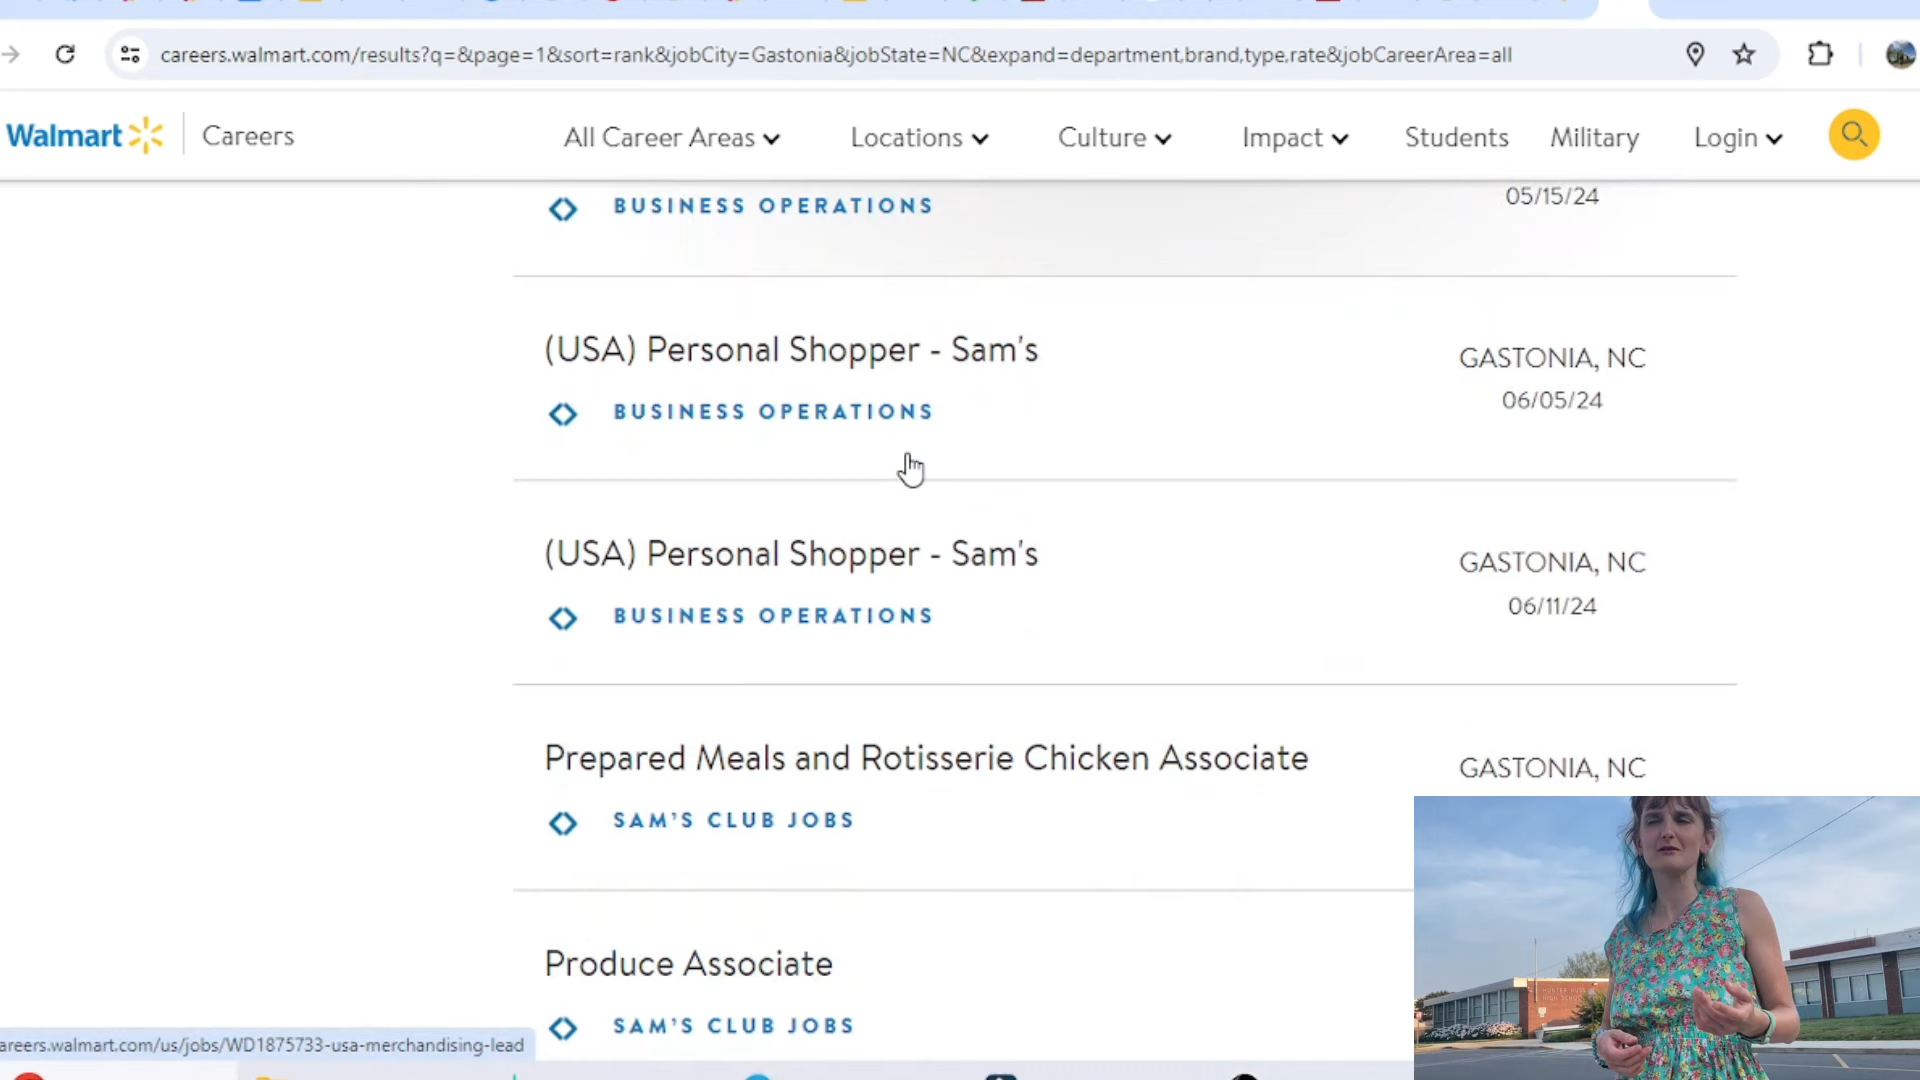 careers.walmart.com/results?q=&page=1&sort=rank&jobCity=Gastonia&jobState=NC&expand=department,brand,type,rate&jobCareerArea=all
Walmart Careers All Career Areas Locations Culture Impact Students Military Login
BUSINESS OPERATIONS 05/15/24
(USA) Personal Shopper - Sam's GASTONIA, NC
BUSINESS OPERATIONS 06/05/24
(USA) Personal Shopper - Sam's GASTONIA, NC
BUSINESS OPERATIONS 06/11/24
Prepared Meals and Rotisserie Chicken Associate GASTONIA, NC
SAM'S CLUB JOBS
Produce Associate
SAM'S CLUB JOBS
areers.walmart.com/us/jobs/WD1875733-usa-merchandising-lead